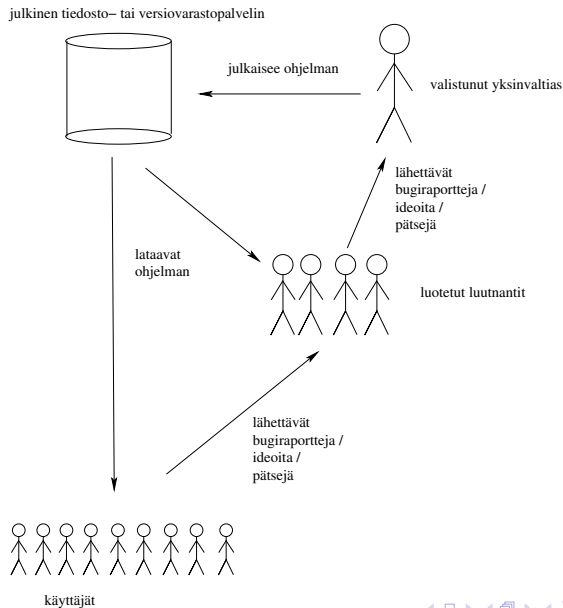 julkinen tiedosto− tai versiovarastopalvelin
julkaisee ohjelman
valistunut yksinvaltias
lähettävät
bugiraportteja /
ideoita /
pätsejä
lataavat
ohjelman
luotetut luutnantit
lähettävät
bugiraportteja /
ideoita /
pätsejä
käyttäjät